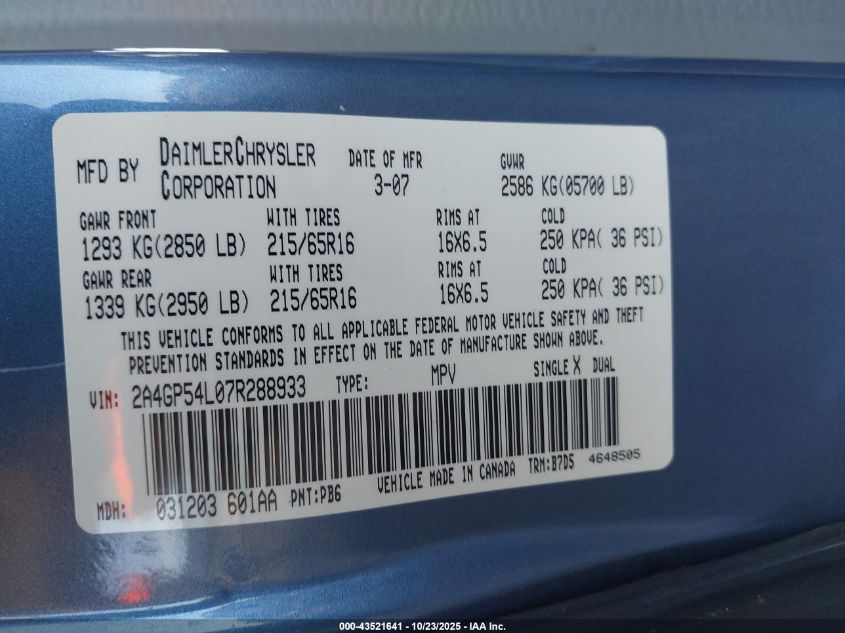 MFD BY DAIMLERCHRYSLER CORPORATION DATE OF MFR 3-07 GVWR 2586 KG(05700 LB)
GAWR FRONT WITH TIRES RIMS AT COLD
1293 KG(2850 LB) 215/65R16 16X6.5 250 KPA( 36 PSI)
GAWR REAR WITH TIRES RIMS AT COLD
1339 KG(2950 LB) 215/65R16 16X6.5 250 KPA( 36 PSI)
THIS VEHICLE CONFORMS TO ALL APPLICABLE FEDERAL MOTOR VEHICLE SAFETY AND THEFT
PREVENTION STANDARDS IN EFFECT ON THE DATE OF MANUFACTURE SHOWN ABOVE.
VIN: 2A4GP54L07R288933 TYPE: MPV SINGLE X DUAL
MDH: 031203 601AA PNT:PB6 VEHICLE MADE IN CANADA TRM:B7D5 4648505
000-43521641 - 10/23/2025 - IAA Inc.